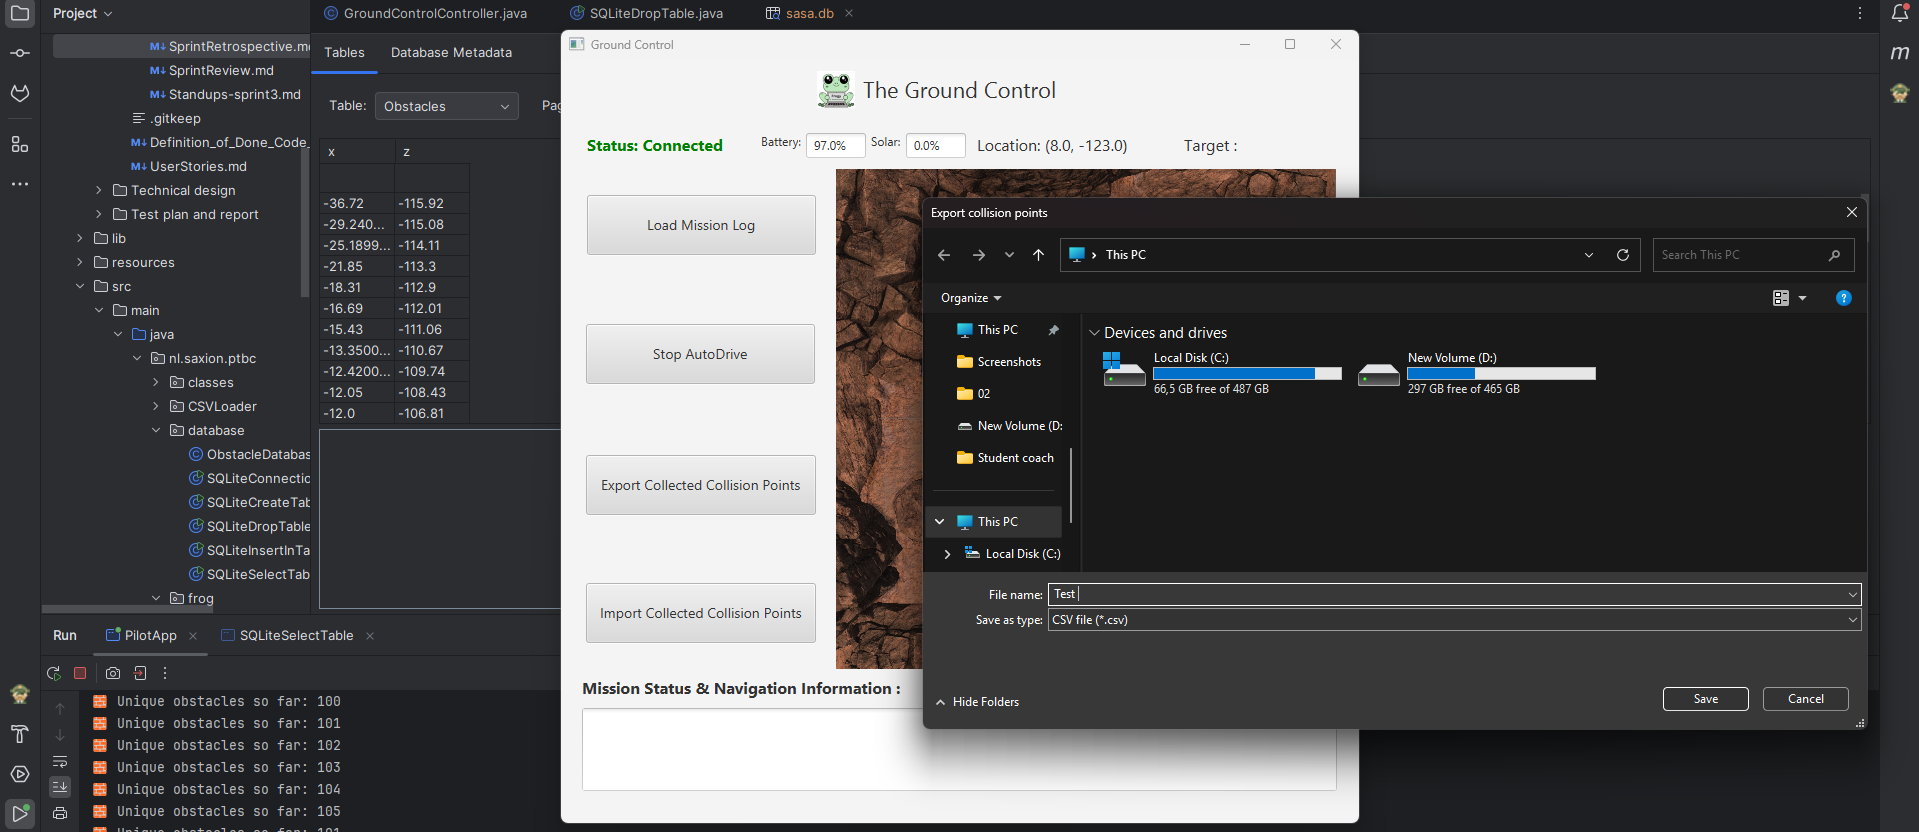 Project
GroundControlController.java
SQLiteDropTable.java
sasa.db
SprintRetrospective.m
SprintReview.md
Standups-sprint3.md
.gitkeep
Definition_of_Done_Code_
UserStories.md
Technical design
Test plan and report
lib
resources
src
main
java
nl.saxion.ptbc
classes
CSVLoader
database
ObstacleDatabas
SQLiteConnectic
SQLiteCreateTab
SQLiteDropTable
SQLiteInsertInTa
SQLiteSelectTab
frog
Tables
Database Metadata
Table:
Obstacles
Pag
x z
-36.72 -115.92
-29.240... -115.08
-25.1899... -114.11
-21.85 -113.3
-18.31 -112.9
-16.69 -112.01
-15.43 -111.06
-13.3500... -110.67
-12.4200... -109.74
-12.05 -108.43
-12.0 -106.81
Ground Control
The Ground Control
Status: Connected
Battery: 97.0% Solar: 0.0%
Location: (8.0, -123.0)
Target :
Load Mission Log
Stop AutoDrive
Export Collected Collision Points
Import Collected Collision Points
Mission Status & Navigation Information :
Export collision points
This PC
Search This PC
Organize
This PC
Screenshots
02
New Volume (D:
Student coach
This PC
Local Disk (C:)
Devices and drives
Local Disk (C:)
66,5 GB free of 487 GB
New Volume (D:)
297 GB free of 465 GB
File name: Test
Save as type: CSV file (*.csv)
Hide Folders
Save
Cancel
Run
PilotApp
SQLiteSelectTable
Unique obstacles so far: 100
Unique obstacles so far: 101
Unique obstacles so far: 102
Unique obstacles so far: 103
Unique obstacles so far: 104
Unique obstacles so far: 105